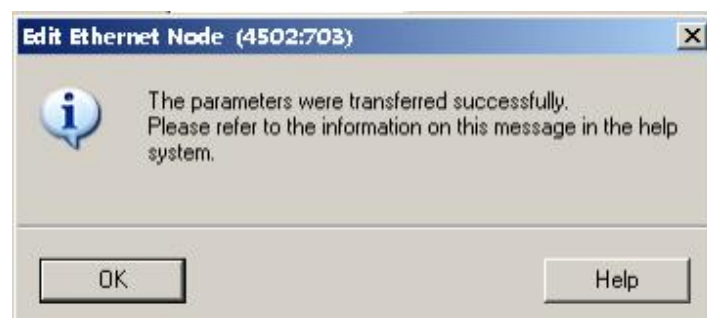 Edit Ethernet Node (4502:703)
The parameters were transferred successfully.
Please refer to the information on this message in the help
system.
OK
Help